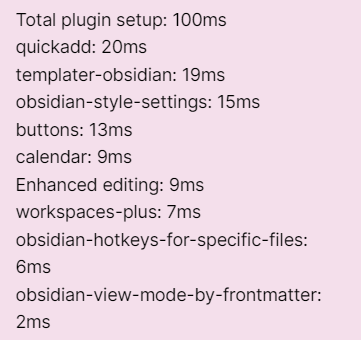 Total plugin setup: 100ms
quickadd: 20ms
templater-obsidian: 19ms
obsidian-style-settings: 15ms
buttons: 13ms
calendar: 9ms
Enhanced editing: 9ms
workspaces-plus: 7ms
obsidian-hotkeys-for-specific-files:
6ms
obsidian-view-mode-by-frontmatter:
2ms